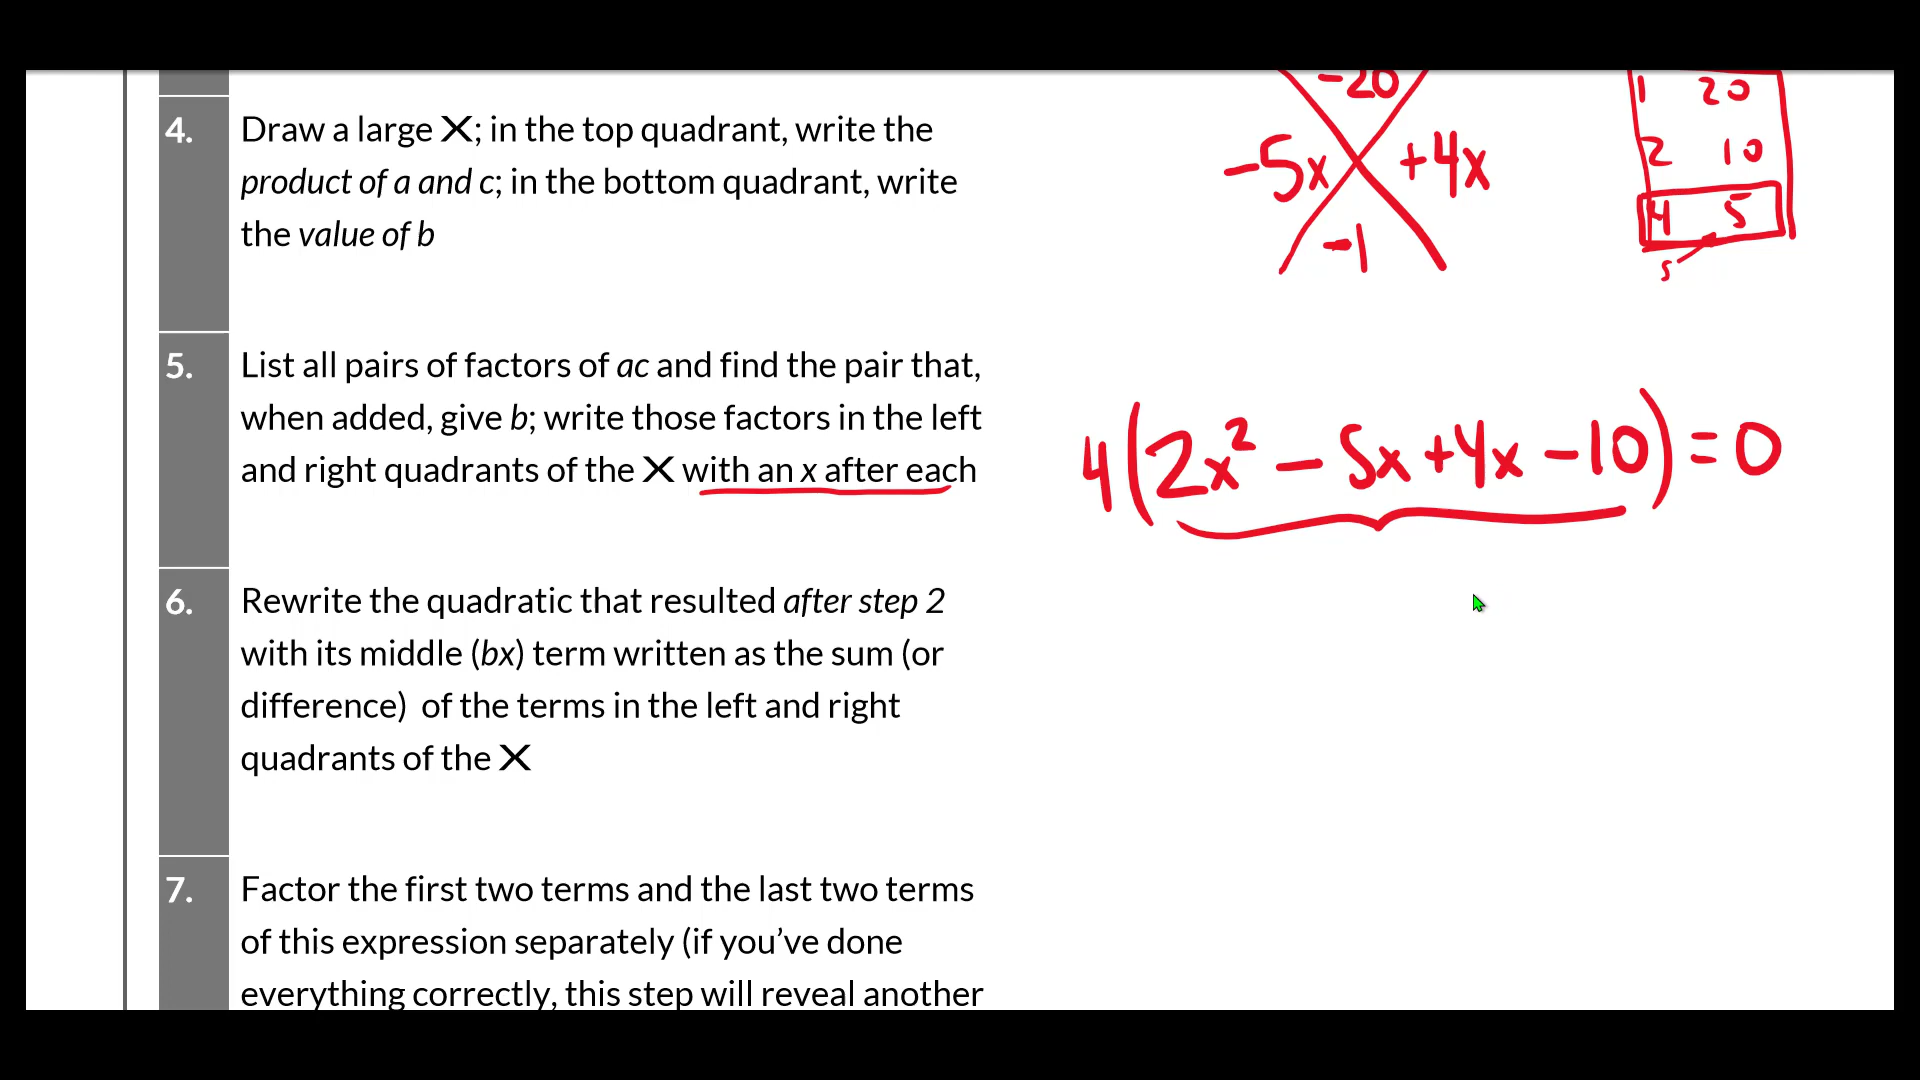 4. Draw a large X; in the top quadrant, write the
product of a and c; in the bottom quadrant, write
the value of b
-20
-5x +4x
-1
1 20
2 10
4 5
5
5. List all pairs of factors of ac and find the pair that,
when added, give b; write those factors in the left
and right quadrants of the X with an x after each
4(2x² - 5x + 4x - 10) = 0
6. Rewrite the quadratic that resulted after step 2
with its middle (bx) term written as the sum (or
difference) of the terms in the left and right
quadrants of the X
7. Factor the first two terms and the last two terms
of this expression separately (if you’ve done
everything correctly, this step will reveal another